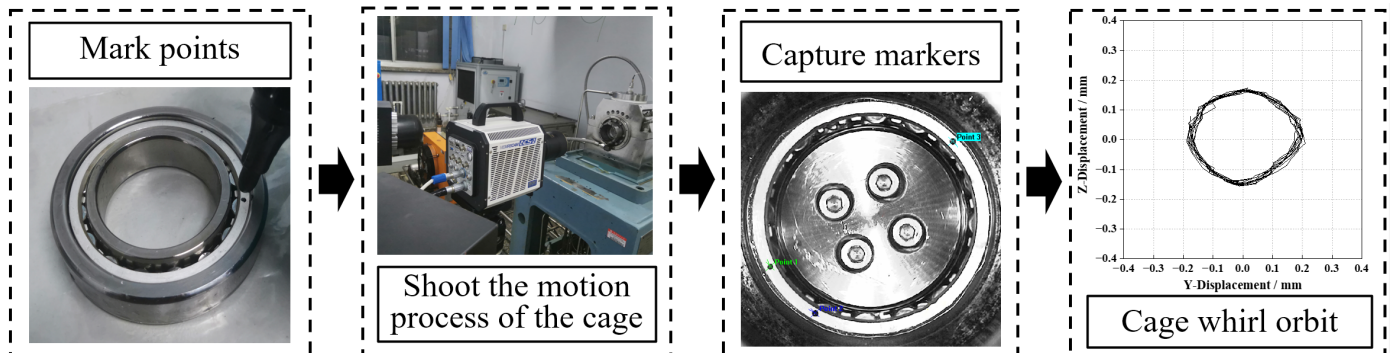 Mark points
Shoot the motion
process of the cage
Capture markers
Point 3
Point 1
Z-Displacement / mm
0.4
0.3
0.2
0.1
0.0
−0.1
−0.2
−0.3
−0.4
−0.4 −0.3 −0.2 −0.1 0.0 0.1 0.2 0.3 0.4
Y-Displacement / mm
Cage whirl orbit